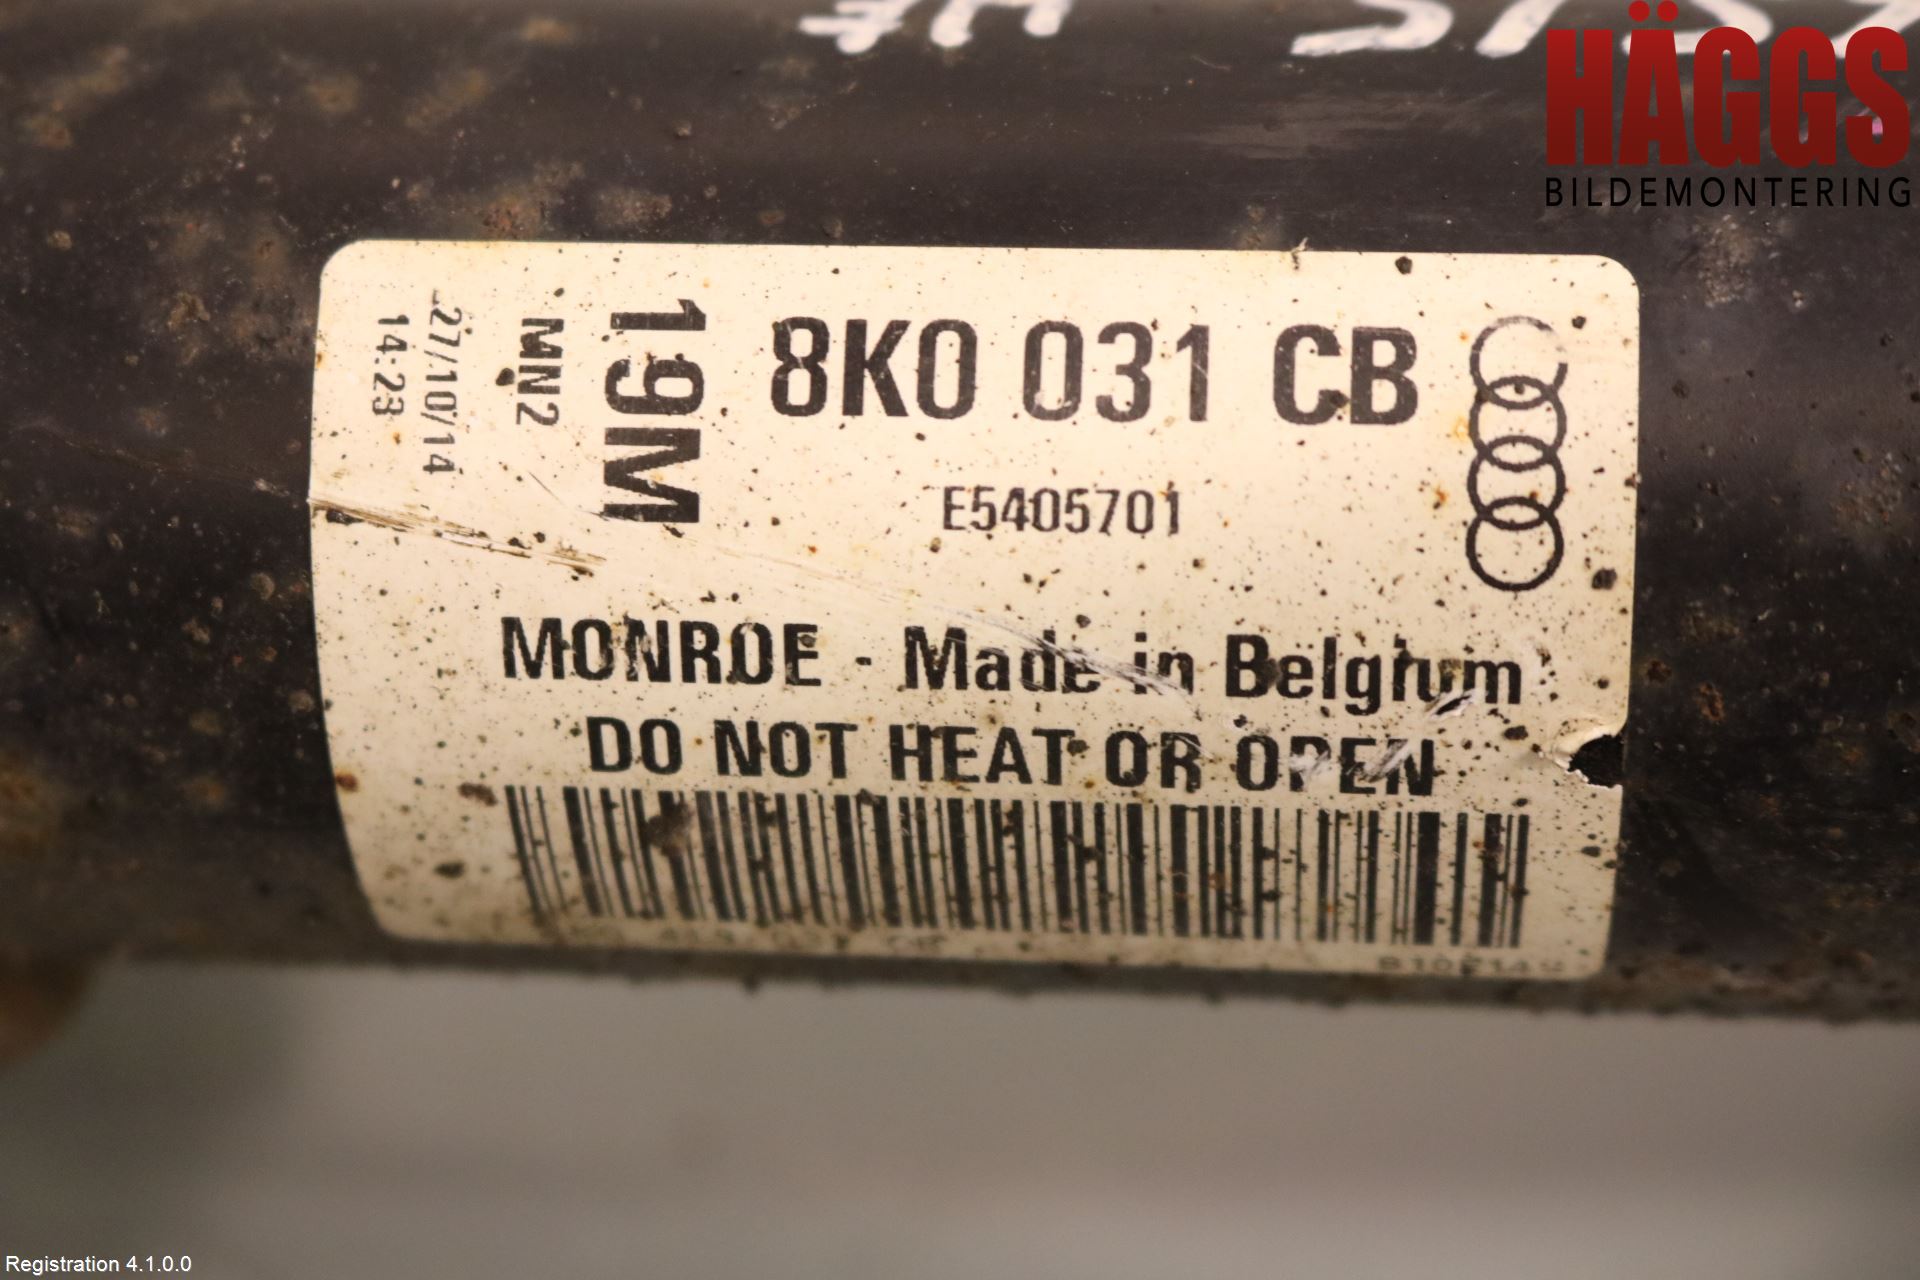 HÄGGS
BILDEMONTERING
8K0 031 CB
19M
MN2
27/10/14
14:23
E5405701
MONROE - Made in Belgium
DO NOT HEAT OR OPEN
Registration 4.1.0.0